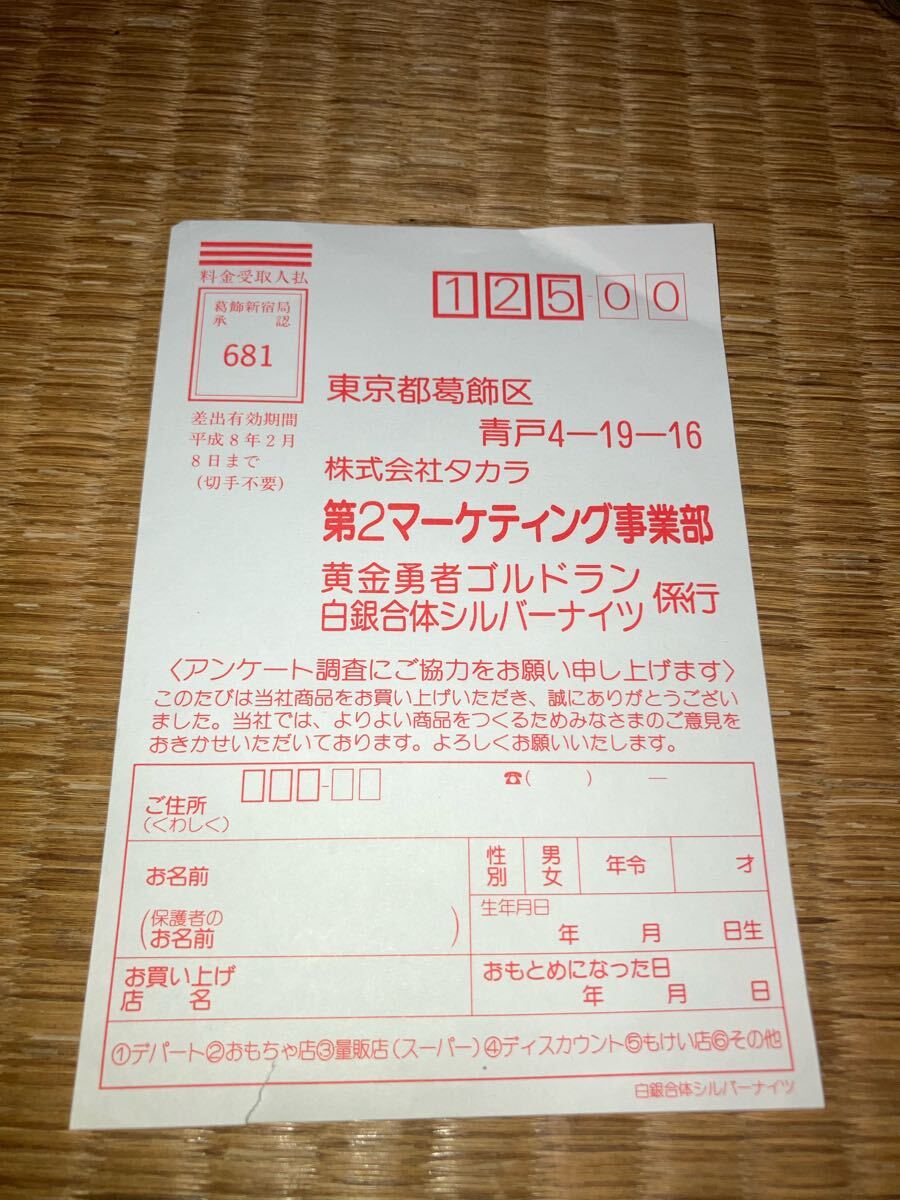 料金受取人払
葛飾新宿局
承認
681
差出有効期間
平成8年2月
8日まで
(切手不要)
125-00
東京都葛飾区
青戸4-19-16
株式会社タカラ
第2マーケティング事業部
黄金勇者ゴルドラン
白銀合体シルバーナイツ
係行
〈アンケート調査にご協力をお願い申し上げます〉
このたびは当社商品をお買い上げいただき、誠にありがとうござい
ました。当社では、よりよい商品をつくるためみなさまのご意見を
おきかせいただいております。よろしくお願いいたします。
ご住所
(くわしく)
☎( ) —
お名前
(保護者の
お名前)
性別
男
女
年令 才
生年月日
年 月 日生
お買い上げ
店名
おもとめになった日
年 月 日
①デパート②おもちゃ店③量販店(スーパー)④ディスカウント⑤もけい店⑥その他
白銀合体シルバーナイツ